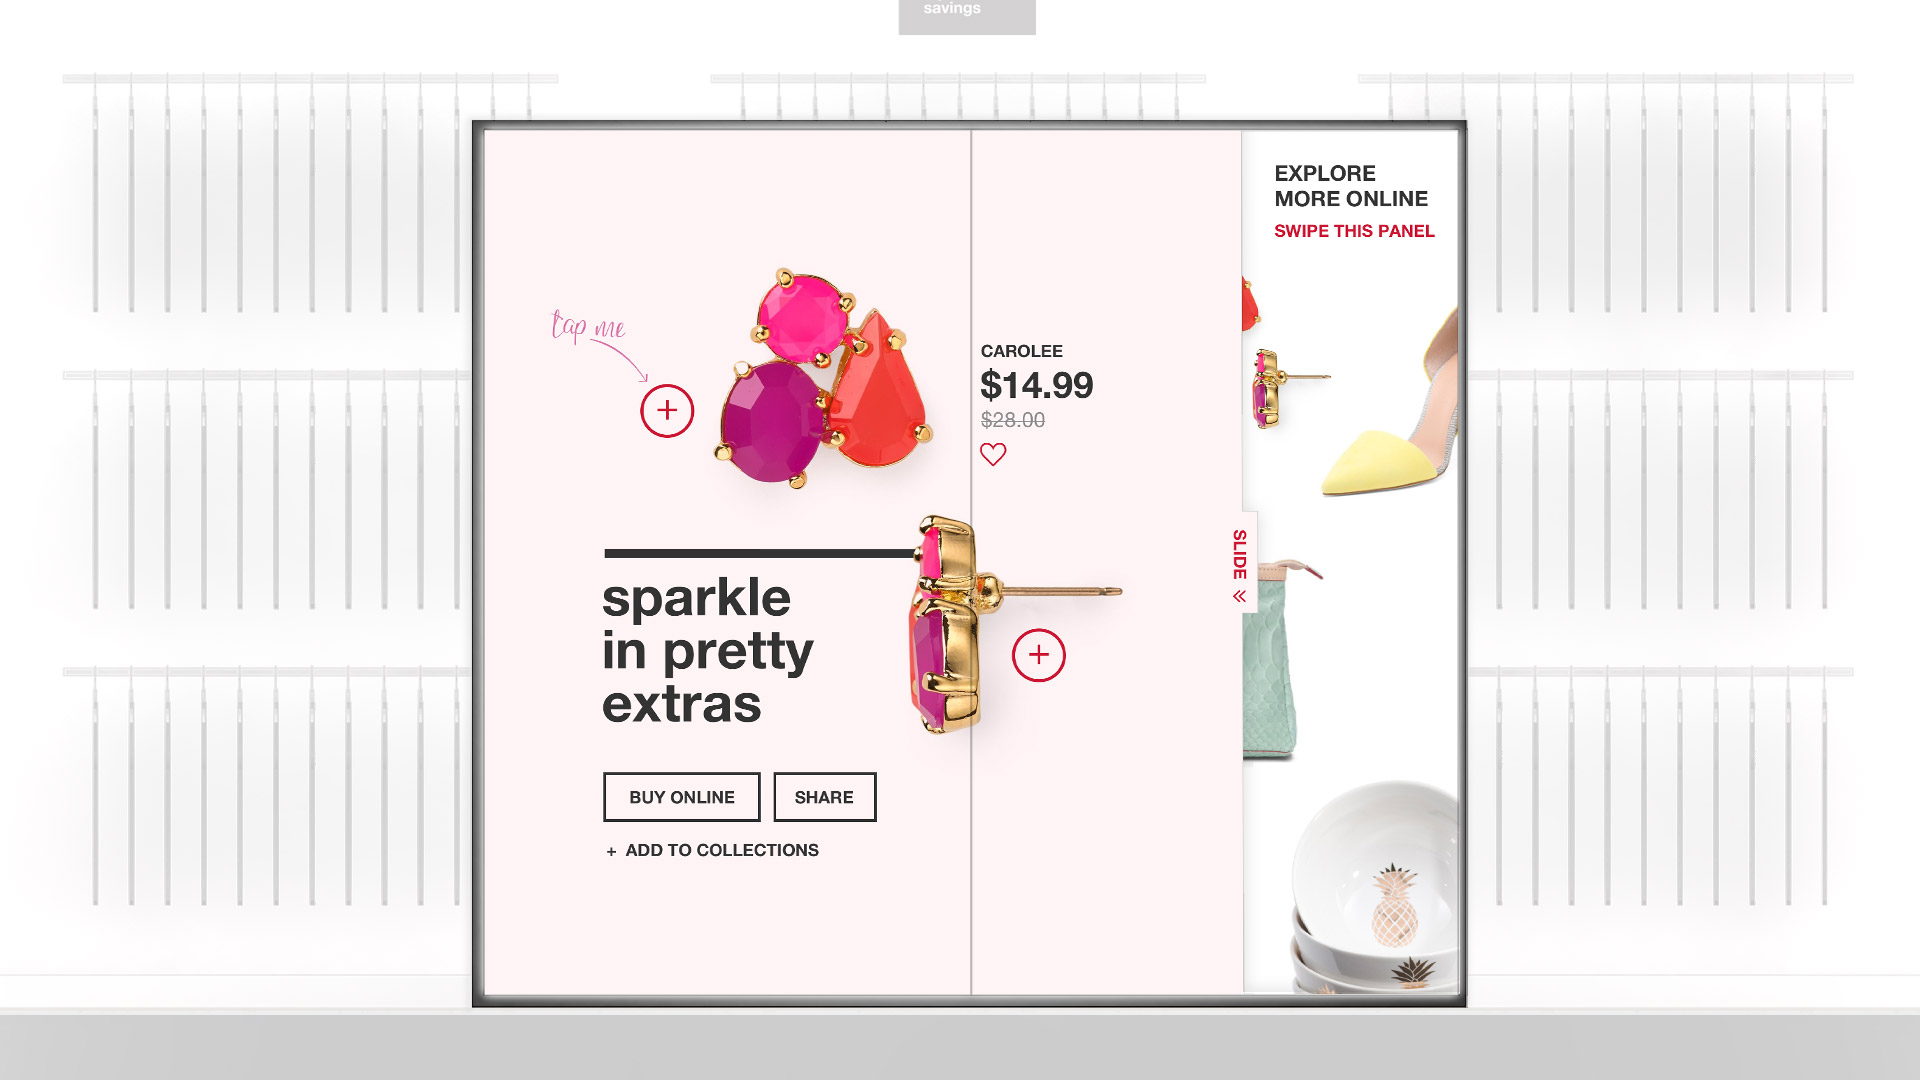 savings
EXPLORE
MORE ONLINE
SWIPE THIS PANEL
tap me
+
CAROLEE
$14.99
$28.00
SLIDE
sparkle
in pretty
extras
+
BUY ONLINE
SHARE
+ ADD TO COLLECTIONS